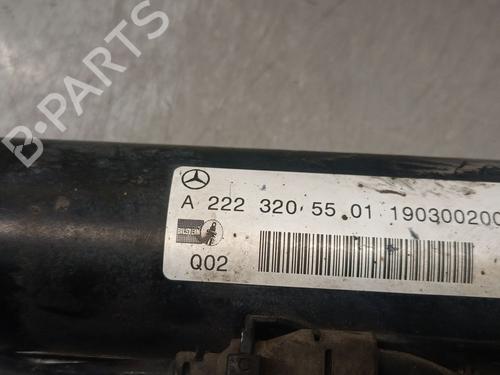 B-PARTS
A 222 320 55 01 190300200
BILSTEIN
Q02